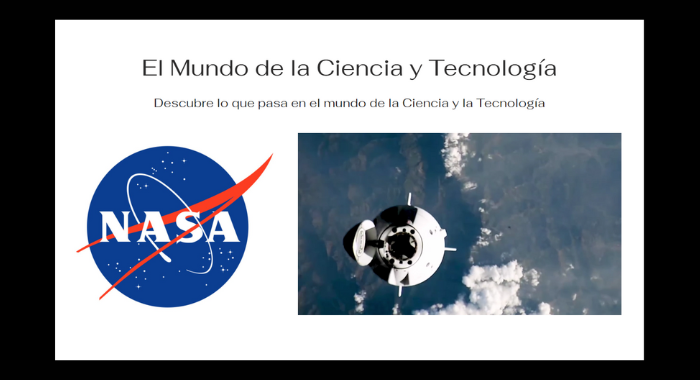 El Mundo de la Ciencia y Tecnología
Descubre lo que pasa en el mundo de la Ciencia y la Tecnología
NASA